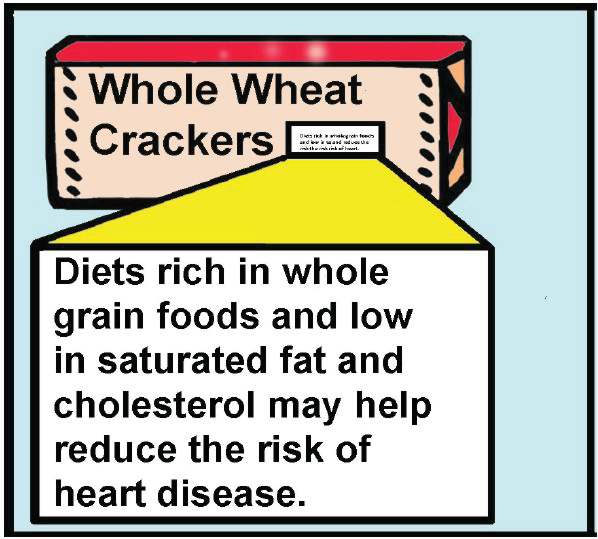 Whole Wheat
Crackers
Diets rich in whole
grain foods and low
in saturated fat and
cholesterol may help
reduce the risk of
heart disease.